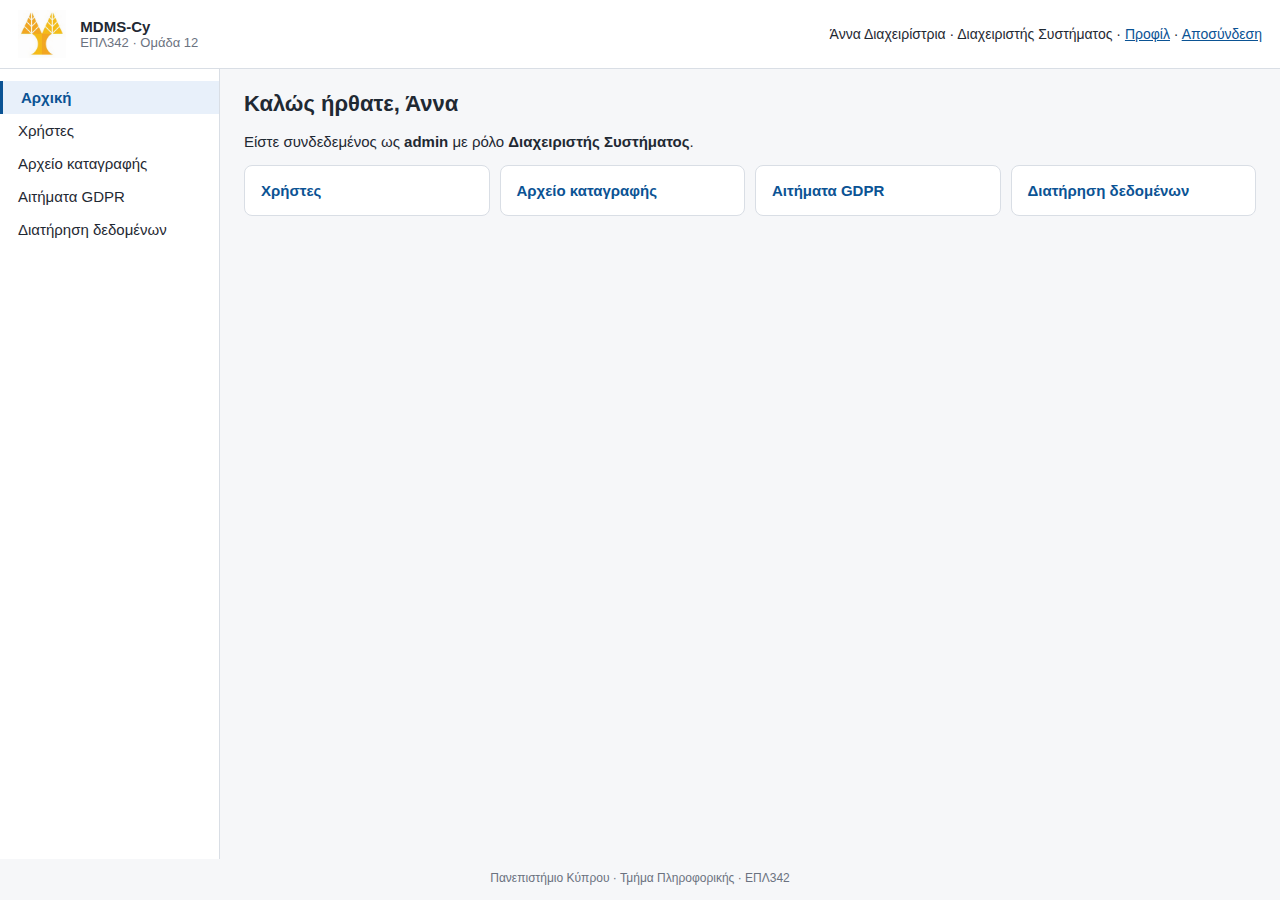 MDMS-Cy
ΕΠΛ342 · Ομάδα 12
Άννα Διαχειρίστρια · Διαχειριστής Συστήματος · Προφίλ · Αποσύνδεση
Αρχική
Χρήστες
Αρχείο καταγραφής
Αιτήματα GDPR
Διατήρηση δεδομένων
Καλώς ήρθατε, Άννα
Είστε συνδεδεμένος ως admin με ρόλο Διαχειριστής Συστήματος.
Χρήστες
Αρχείο καταγραφής
Αιτήματα GDPR
Διατήρηση δεδομένων
Πανεπιστήμιο Κύπρου · Τμήμα Πληροφορικής · ΕΠΛ342